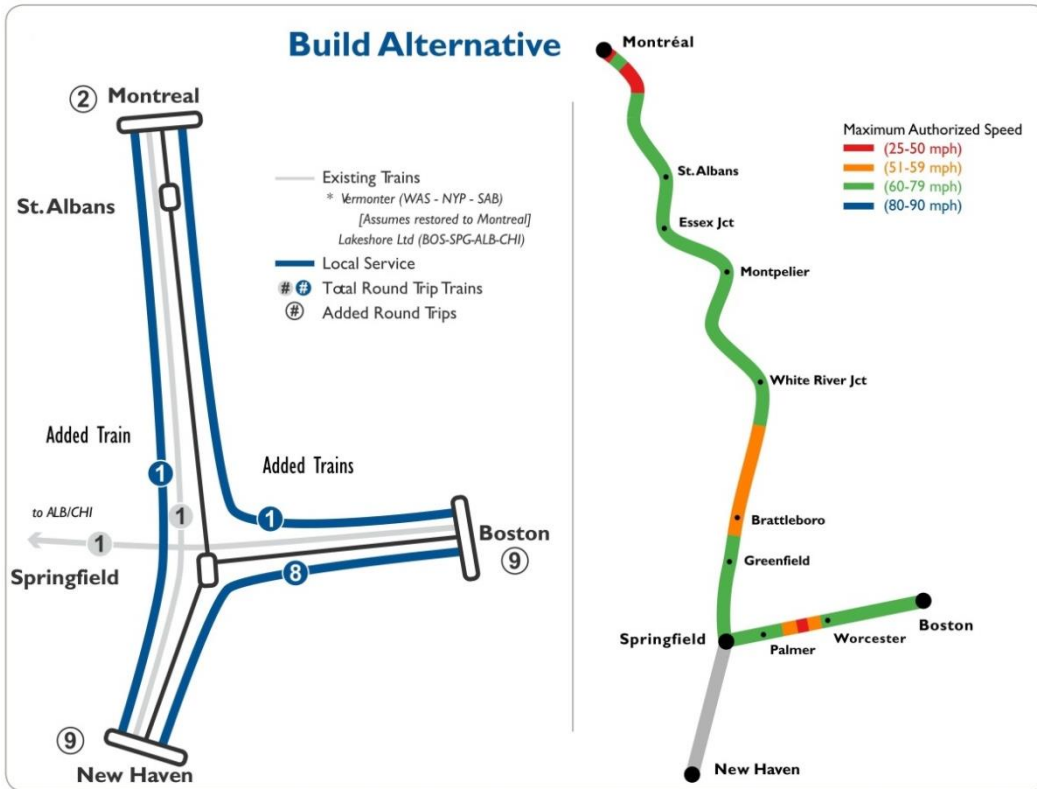 Build Alternative
② Montreal
St. Albans
Existing Trains
* Vermonter (WAS - NYP - SAB)
[Assumes restored to Montreal]
Lakeshore Ltd (BOS-SPG-ALB-CHI)
Local Service
# # Total Round Trip Trains
# Added Round Trips
Added Train
Added Trains
1
1
1
to ALB/CHI
1
Springfield
Boston
⑨
8
⑨
New Haven
Montréal
Maximum Authorized Speed
(25-50 mph)
(51-59 mph)
(60-79 mph)
(80-90 mph)
St. Albans
Essex Jct
Montpelier
White River Jct
Brattleboro
Greenfield
Springfield
Palmer
Worcester
Boston
New Haven